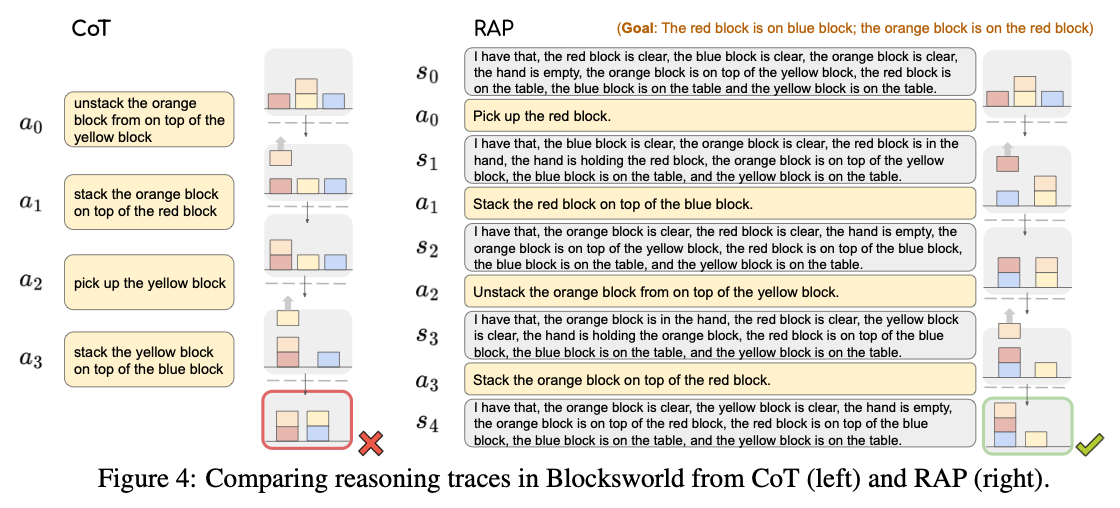 CoT
RAP
(Goal: The red block is on blue block; the orange block is on the red block)
a0
unstack the orange
block from on top of the
yellow block
a1
stack the orange block
on top of the red block
a2
pick up the yellow block
a3
stack the yellow block
on top of the blue block
s0
I have that, the red block is clear, the blue block is clear, the orange block is clear,
the hand is empty, the orange block is on top of the yellow block, the red block is
on the table, the blue block is on the table and the yellow block is on the table.
a0
Pick up the red block.
s1
I have that, the blue block is clear, the orange block is clear, the red block is in the
hand, the hand is holding the red block, the orange block is on top of the yellow
block, the blue block is on the table, and the yellow block is on the table.
a1
Stack the red block on top of the blue block.
s2
I have that, the orange block is clear, the red block is clear, the hand is empty, the
orange block is on top of the yellow block, the red block is on top of the blue block,
the blue block is on the table, and the yellow block is on the table.
a2
Unstack the orange block from on top of the yellow block.
s3
I have that, the orange block is in the hand, the red block is clear, the yellow block
is clear, the hand is holding the orange block, the red block is on top of the blue
block, the blue block is on the table, and the yellow block is on the table.
a3
Stack the orange block on top of the red block.
s4
I have that, the orange block is clear, the yellow block is clear, the hand is empty,
the orange block is on top of the red block, the red block is on top of the blue
block, the blue block is on the table, and the yellow block is on the table.
Figure 4: Comparing reasoning traces in Blocksworld from CoT (left) and RAP (right).